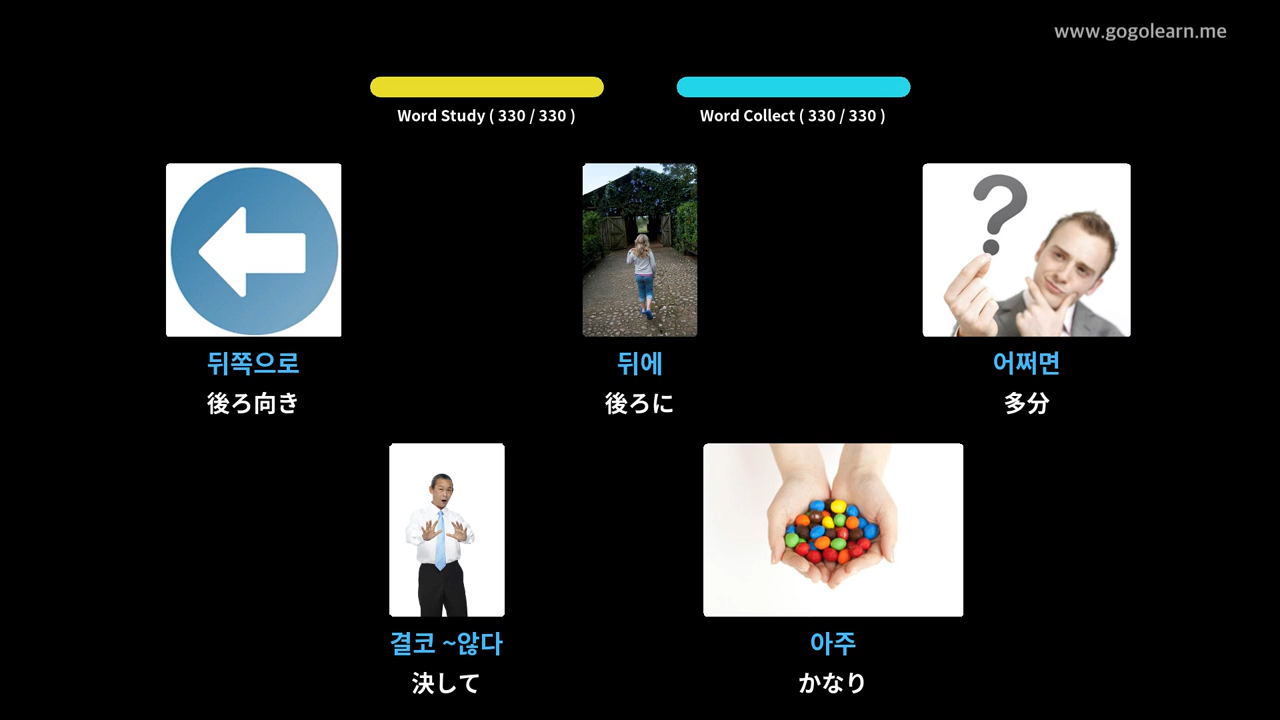 www.gogolearn.me
Word Study ( 330 / 330 )
Word Collect ( 330 / 330 )
뒤쪽으로
後ろ向き
뒤에
後ろに
어쩌면
多分
결코 ~않다
決して
아주
かなり